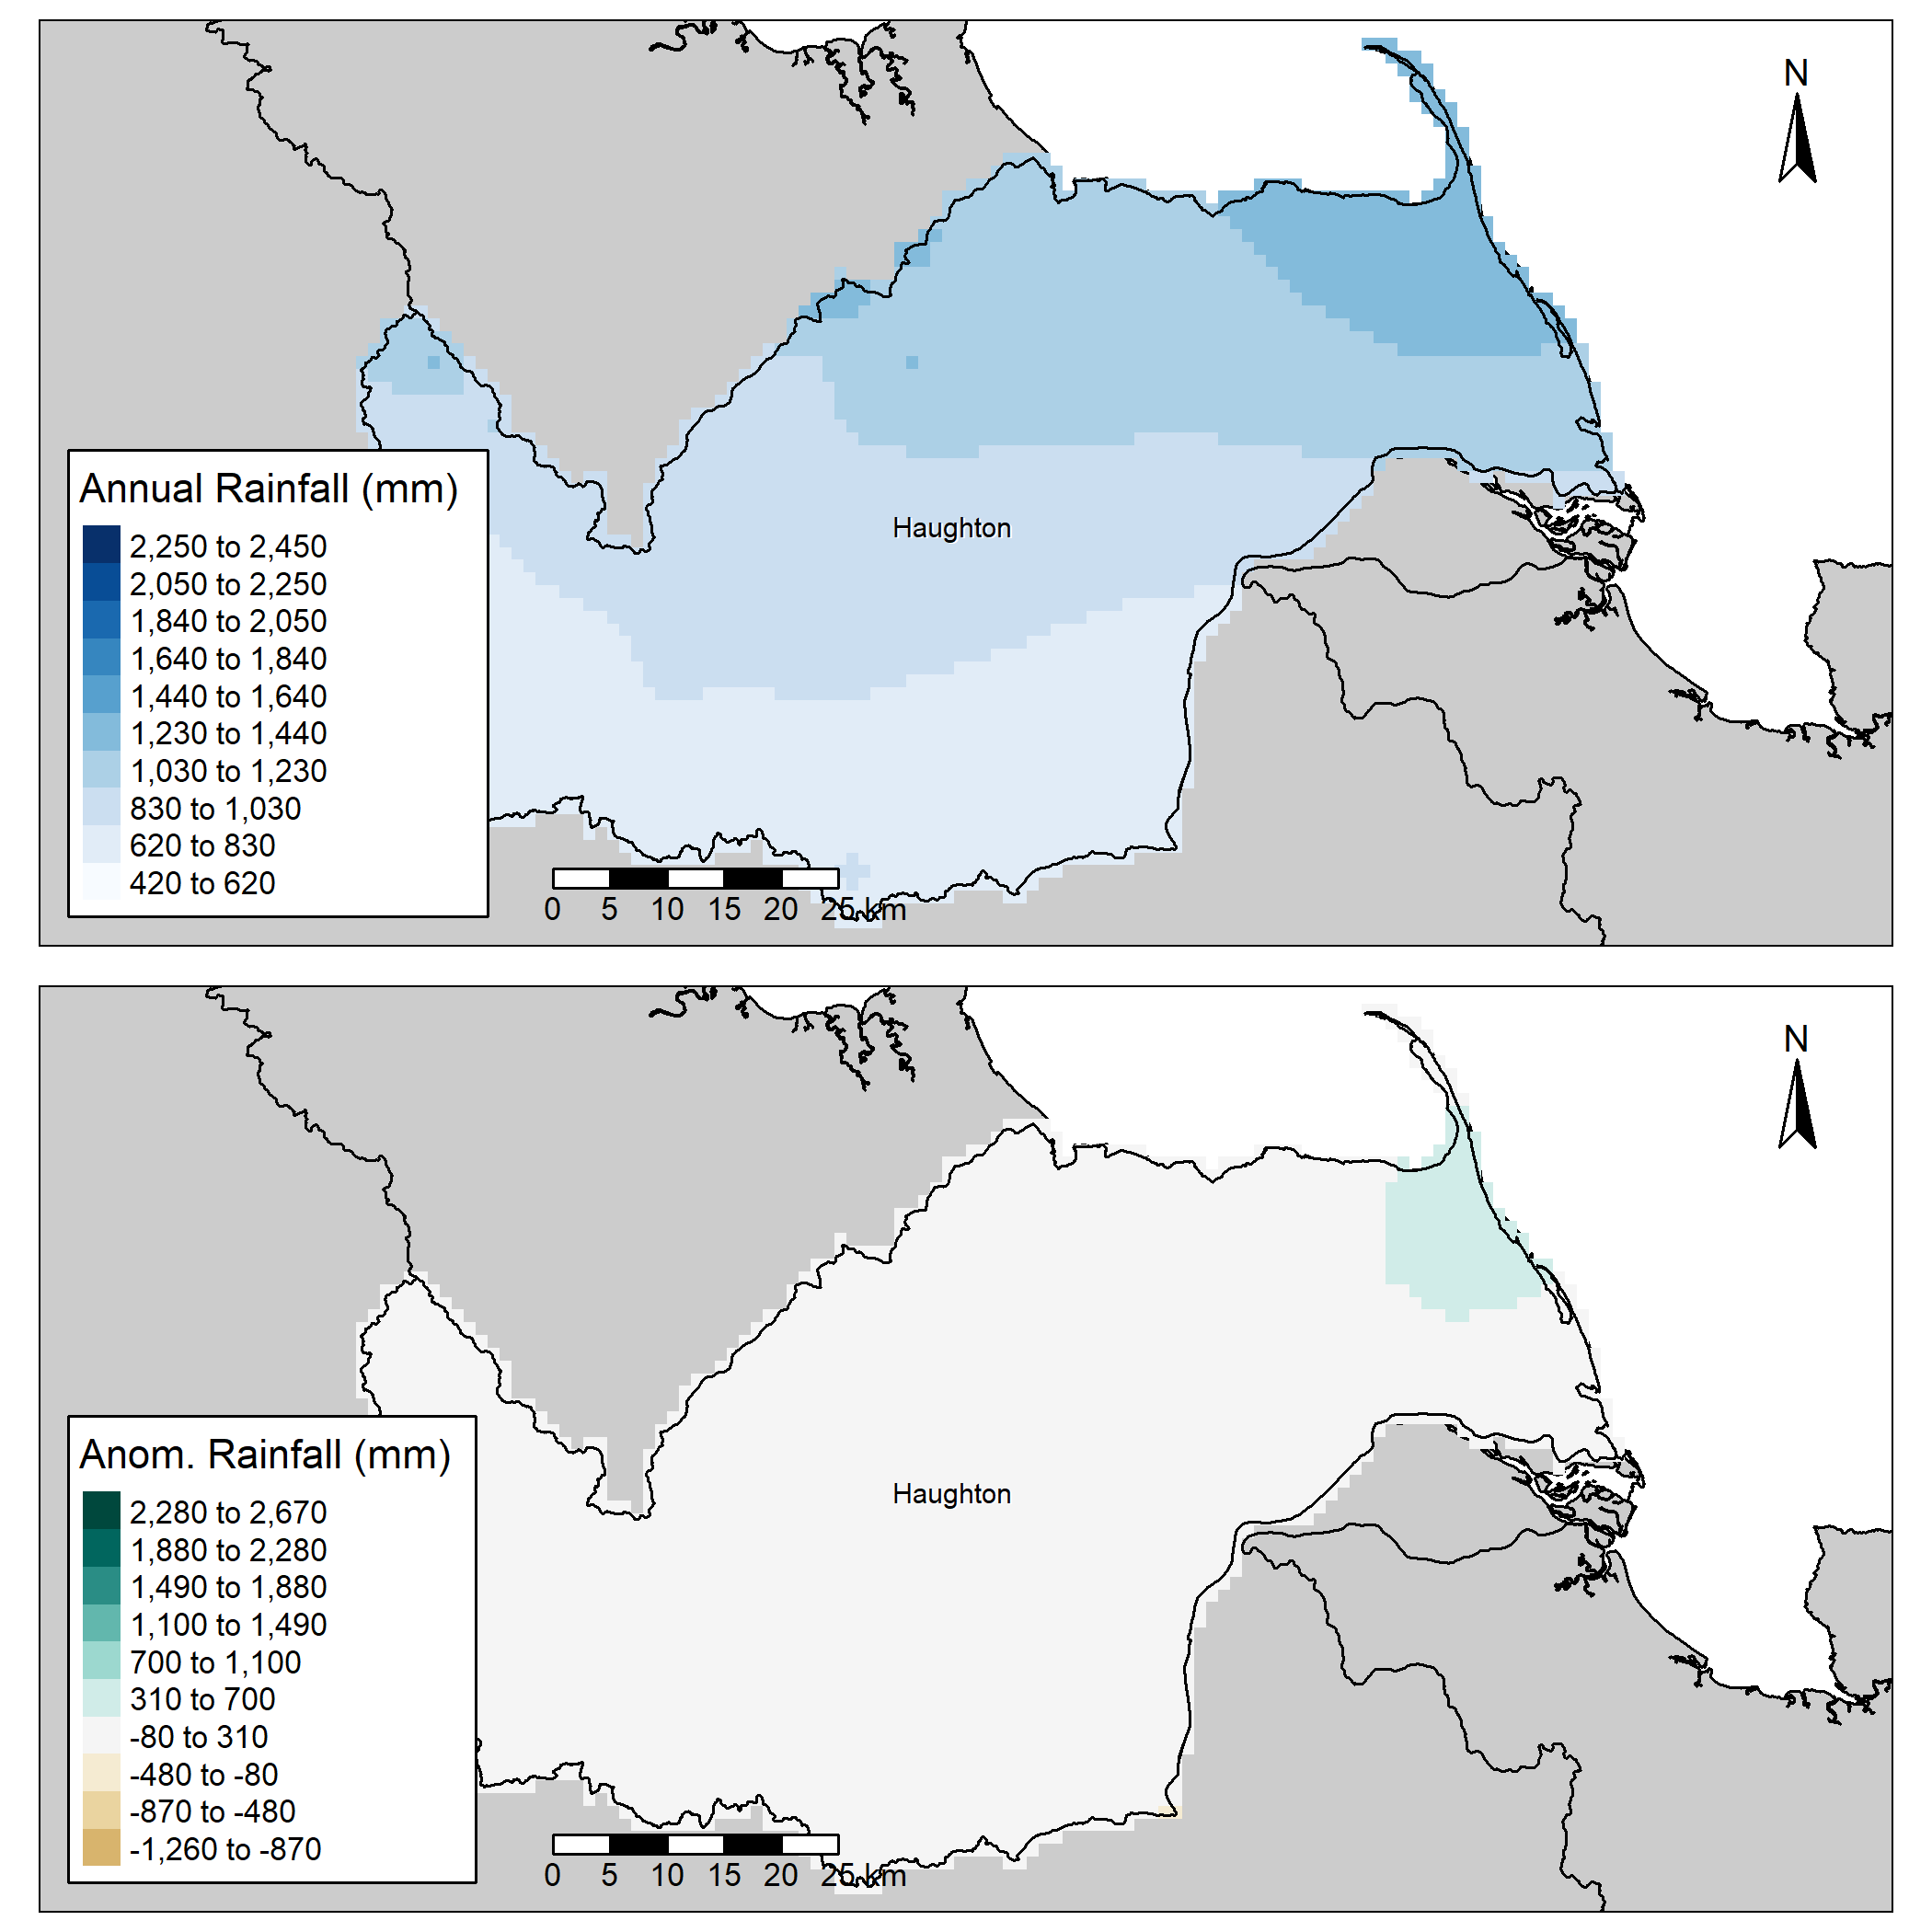 N
Haughton
Annual Rainfall (mm)
2,250 to 2,450
2,050 to 2,250
1,840 to 2,050
1,640 to 1,840
1,440 to 1,640
1,230 to 1,440
1,030 to 1,230
830 to 1,030
620 to 830
420 to 620
0 5 10 15 20 25 km
N
Haughton
Anom. Rainfall (mm)
2,280 to 2,670
1,880 to 2,280
1,490 to 1,880
1,100 to 1,490
700 to 1,100
310 to 700
-80 to 310
-480 to -80
-870 to -480
-1,260 to -870
0 5 10 15 20 25 km